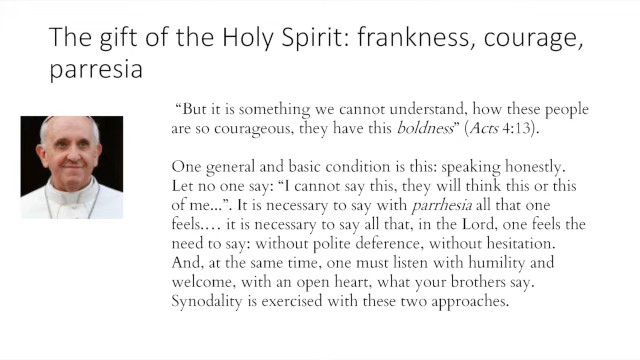 The gift of the Holy Spirit: frankness, courage,
parresia
“But it is something we cannot understand, how these people
are so courageous, they have this boldness” (Acts 4:13).
One general and basic condition is this: speaking honestly.
Let no one say: “I cannot say this, they will think this or this
of me...”. It is necessary to say with parrhesia all that one
feels.… it is necessary to say all that, in the Lord, one feels the
need to say: without polite deference, without hesitation.
And, at the same time, one must listen with humility and
welcome, with an open heart, what your brothers say.
Synodality is exercised with these two approaches.